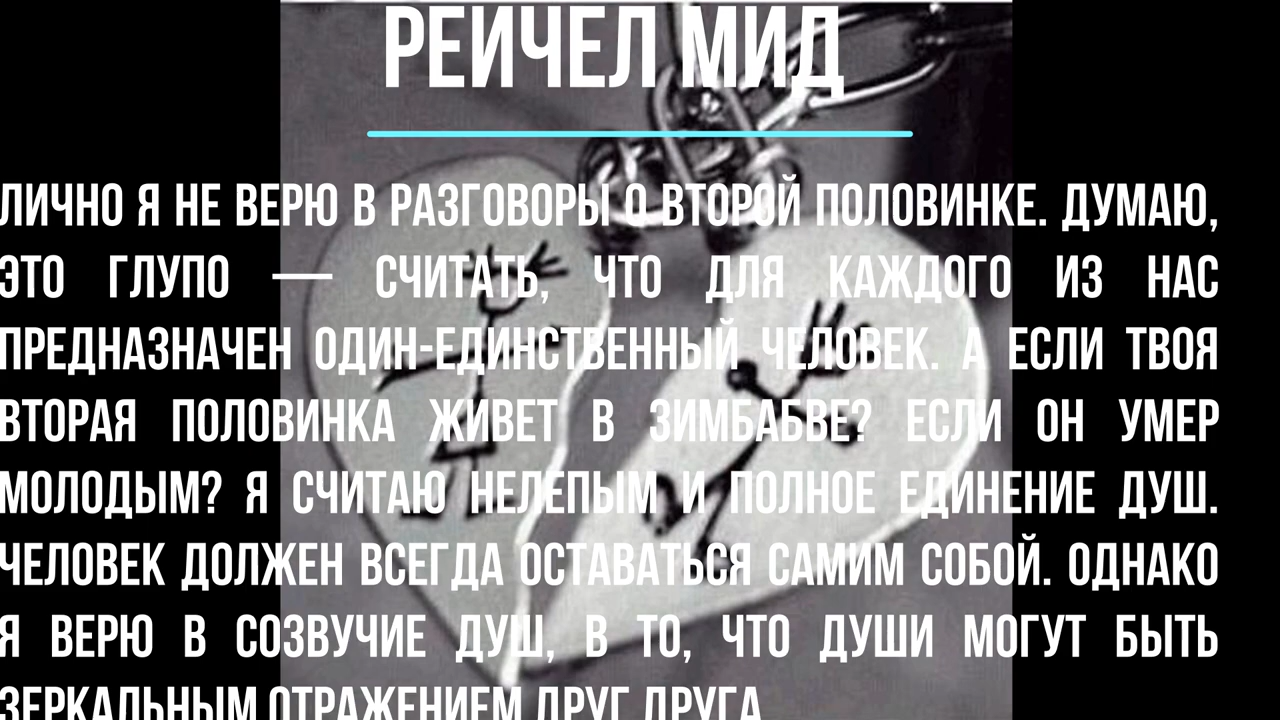 РЕЙЧЕЛ МИД
ЛИЧНО Я НЕ ВЕРЮ В РАЗГОВОРЫ О ВТОРОЙ ПОЛОВИНКЕ. ДУМАЮ,
ЭТО ГЛУПО — СЧИТАТЬ, ЧТО ДЛЯ КАЖДОГО ИЗ НАС
ПРЕДНАЗНАЧЕН ОДИН-ЕДИНСТВЕННЫЙ ЧЕЛОВЕК. А ЕСЛИ ТВОЯ
ВТОРАЯ ПОЛОВИНКА ЖИВЕТ В ЗИМБАБВЕ? ЕСЛИ ОН УМЕР
МОЛОДЫМ? Я СЧИТАЮ НЕЛЕПЫМ И ПОЛНОЕ ЕДИНЕНИЕ ДУШ.
ЧЕЛОВЕК ДОЛЖЕН ВСЕГДА ОСТАВАТЬСЯ САМИМ СОБОЙ. ОДНАКО
Я ВЕРЮ В СОЗВУЧИЕ ДУШ, В ТО, ЧТО ДУШИ МОГУТ БЫТЬ
ЗЕРКАЛЬНЫМ ОТРАЖЕНИЕМ ДРУГ ДРУГА